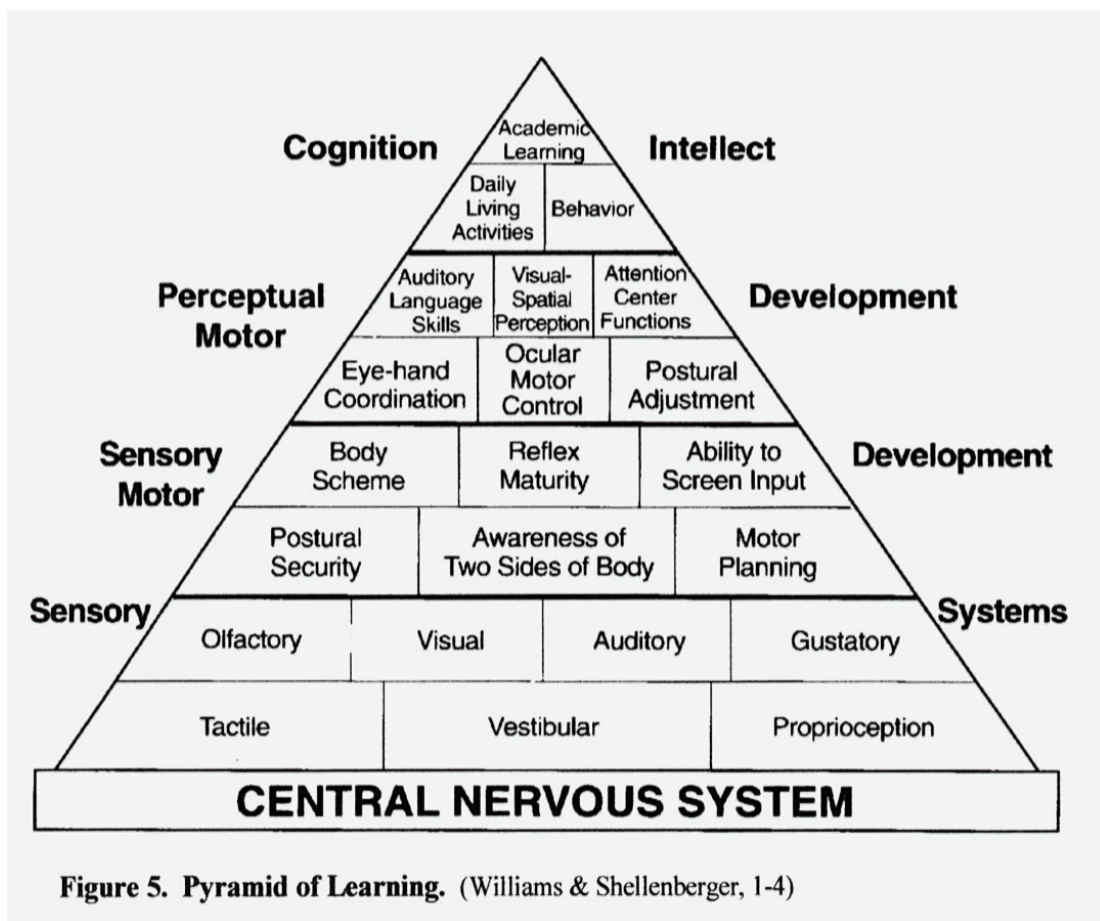 Cognition
Intellect
Academic
Learning
Daily
Living
Activities
Behavior
Perceptual
Motor
Development
Auditory
Language
Skills
Visual-
Spatial
Perception
Attention
Center
Functions
Eye-hand
Coordination
Ocular
Motor
Control
Postural
Adjustment
Sensory
Motor
Development
Body
Scheme
Reflex
Maturity
Ability to
Screen Input
Postural
Security
Awareness of
Two Sides of Body
Motor
Planning
Sensory
Systems
Olfactory
Visual
Auditory
Gustatory
Tactile
Vestibular
Proprioception
CENTRAL NERVOUS SYSTEM
Figure 5. Pyramid of Learning. (Williams & Shellenberger, 1-4)